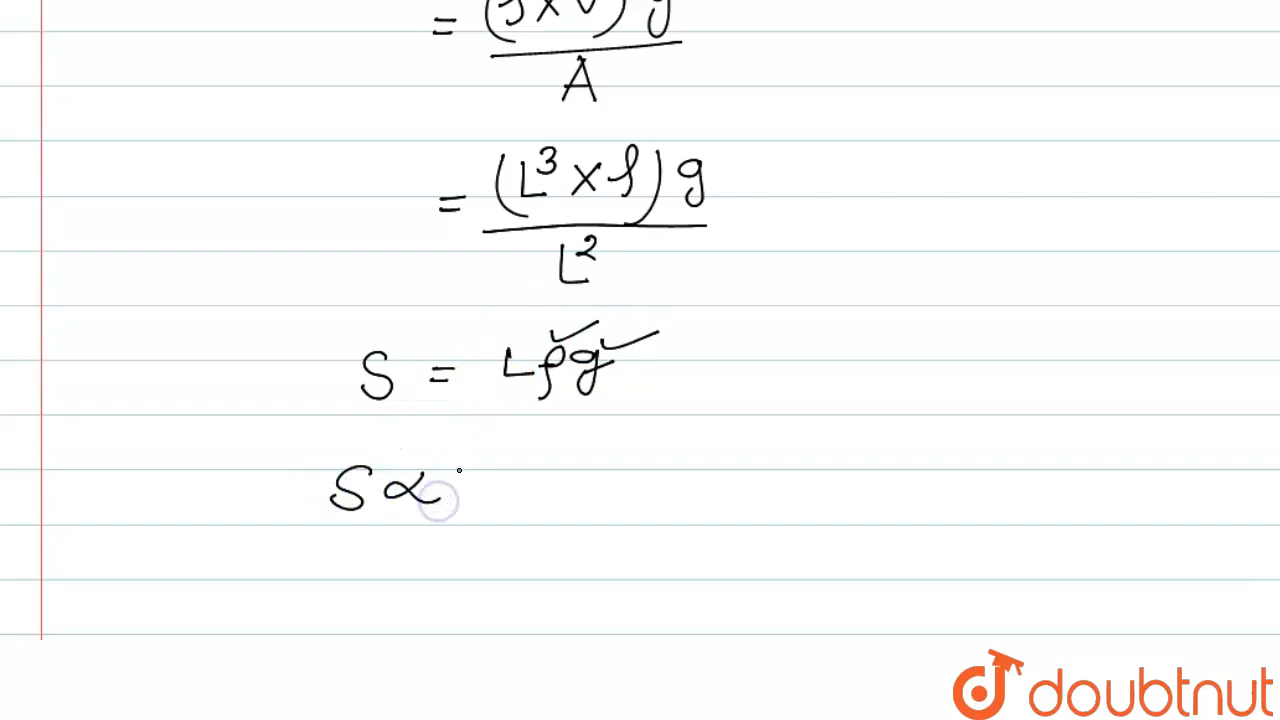 = (ρ × V) g
A
= (L³ × ρ) g
L²
S = Lρg
S ∝
doubtnut